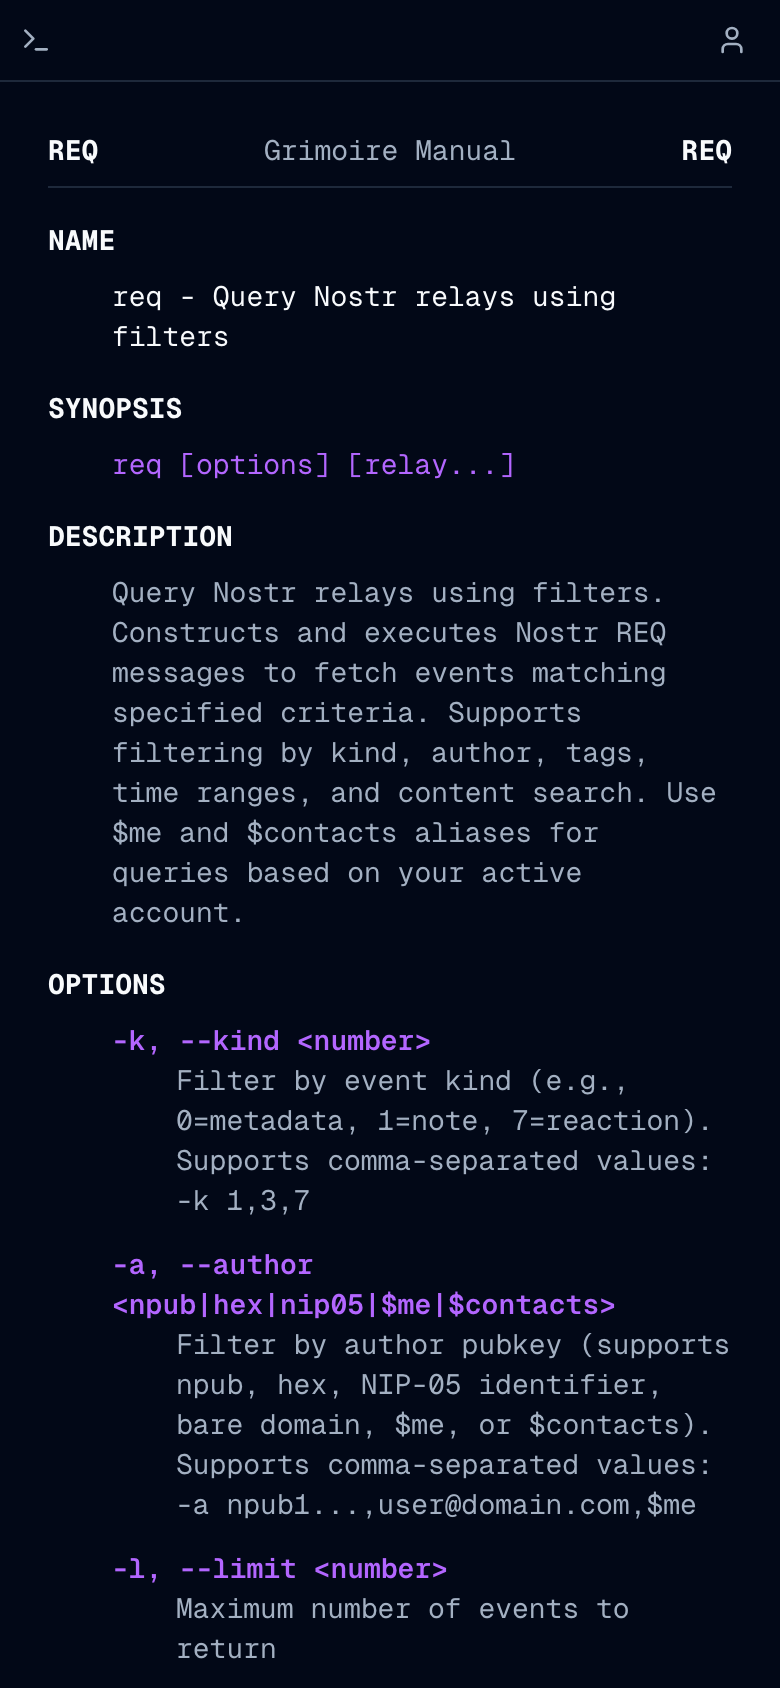 REQ Grimoire Manual REQ
NAME
req - Query Nostr relays using
filters
SYNOPSIS
req [options] [relay...]
DESCRIPTION
Query Nostr relays using filters.
Constructs and executes Nostr REQ
messages to fetch events matching
specified criteria. Supports
filtering by kind, author, tags,
time ranges, and content search. Use
$me and $contacts aliases for
queries based on your active
account.
OPTIONS
-k, --kind <number>
Filter by event kind (e.g.,
0=metadata, 1=note, 7=reaction).
Supports comma-separated values:
-k 1,3,7
-a, --author
<npub|hex|nip05|$me|$contacts>
Filter by author pubkey (supports
npub, hex, NIP-05 identifier,
bare domain, $me, or $contacts).
Supports comma-separated values:
-a npub1...,user@domain.com,$me
-l, --limit <number>
Maximum number of events to
return